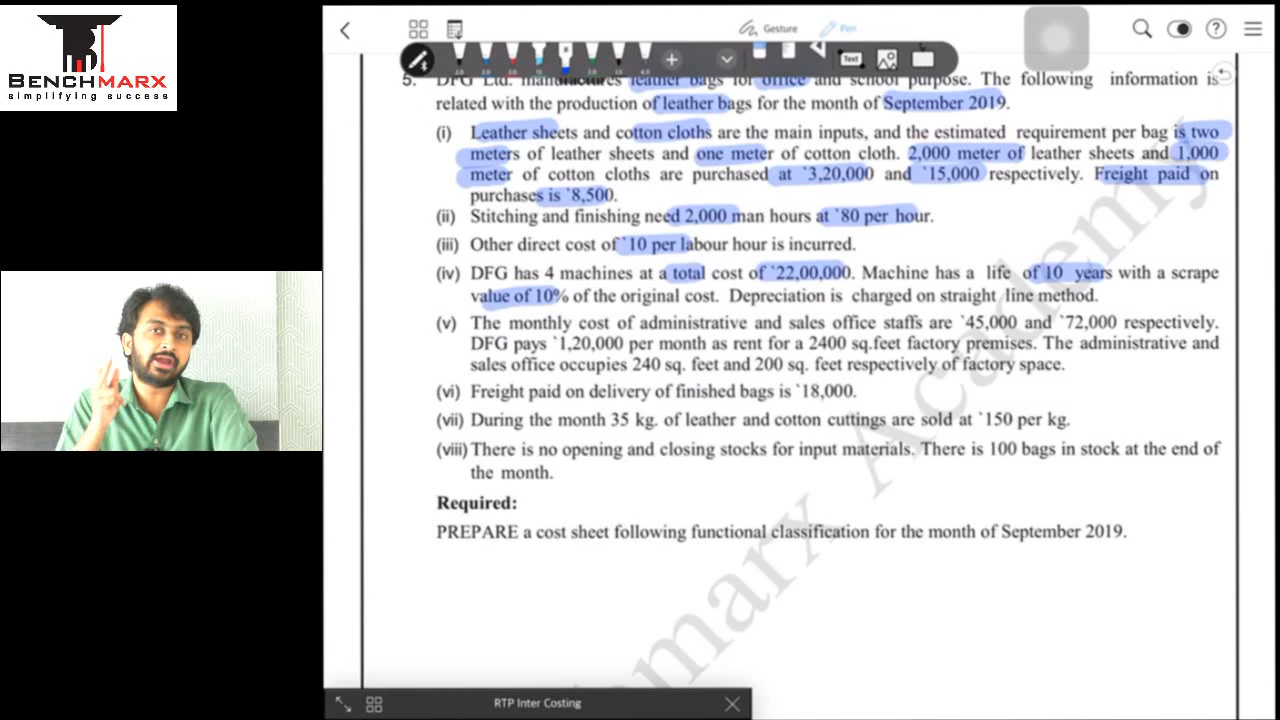 BENCHMARX
simplifying success
Gesture
Pen
Text
5. DFG Ltd. manufactures leather bags for office and school purpose. The following information is
related with the production of leather bags for the month of September 2019.
(i) Leather sheets and cotton cloths are the main inputs, and the estimated requirement per bag is two
meters of leather sheets and one meter of cotton cloth. 2,000 meter of leather sheets and 1,000
meter of cotton cloths are purchased at `3,20,000 and `15,000 respectively. Freight paid on
purchases is `8,500.
(ii) Stitching and finishing need 2,000 man hours at `80 per hour.
(iii) Other direct cost of `10 per labour hour is incurred.
(iv) DFG has 4 machines at a total cost of `22,00,000. Machine has a life of 10 years with a scrape
value of 10% of the original cost. Depreciation is charged on straight line method.
(v) The monthly cost of administrative and sales office staffs are `45,000 and `72,000 respectively.
DFG pays `1,20,000 per month as rent for a 2400 sq.feet factory premises. The administrative and
sales office occupies 240 sq. feet and 200 sq. feet respectively of factory space.
(vi) Freight paid on delivery of finished bags is `18,000.
(vii) During the month 35 kg. of leather and cotton cuttings are sold at `150 per kg.
(viii) There is no opening and closing stocks for input materials. There is 100 bags in stock at the end of
the month.
Required:
PREPARE a cost sheet following functional classification for the month of September 2019.
marx Academy
RTP Inter Costing